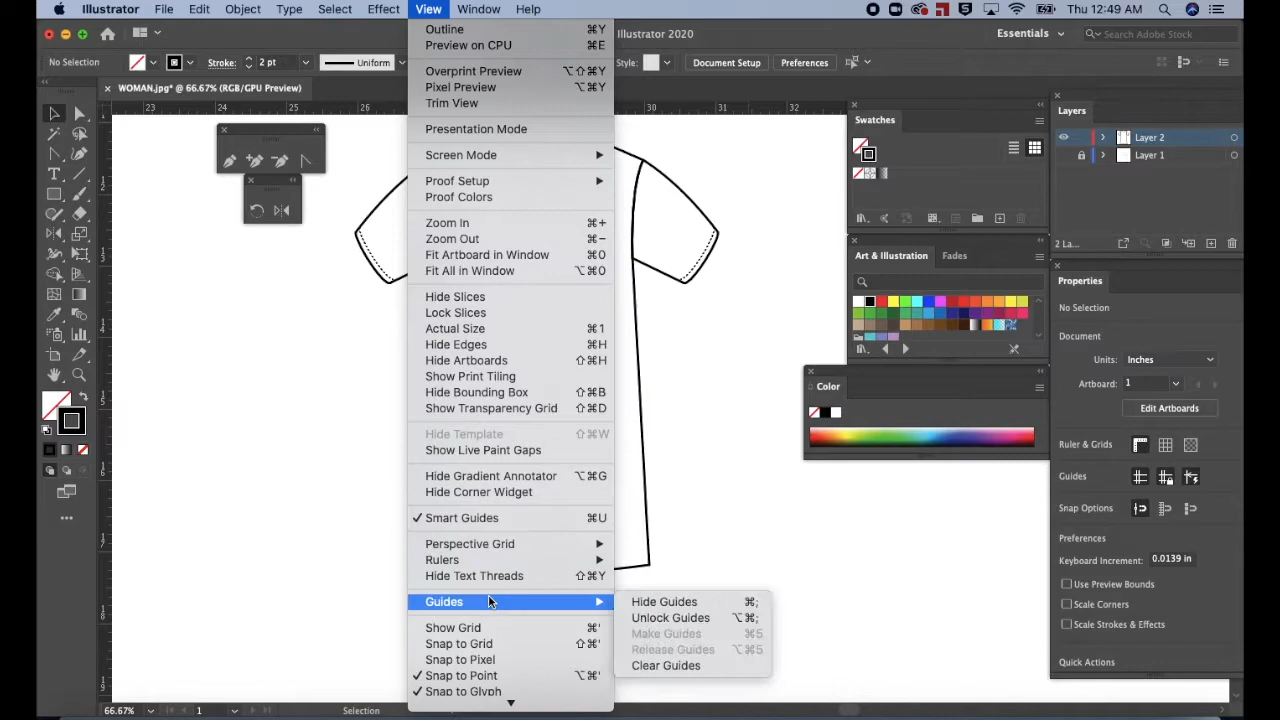 Illustrator File Edit Object Type Select Effect View Window Help Thu 12:49 AM
Illustrator 2020 Essentials Search Adobe Stock
No Selection Stroke: 2 pt Uniform Style: Document Setup Preferences
× WOMAN.jpg* @ 66.67% (RGB/GPU Preview)
23 24 25 26 30 31 32
Outline ⌘Y
Preview on CPU ⌘E
Overprint Preview ⌥⇧⌘Y
Pixel Preview ⌥⌘Y
Trim View
Presentation Mode
Screen Mode
Proof Setup
Proof Colors
Zoom In ⌘+
Zoom Out ⌘−
Fit Artboard in Window ⌘0
Fit All in Window ⌥⌘0
Hide Slices
Lock Slices
Actual Size ⌘1
Hide Edges ⌘H
Hide Artboards ⇧⌘H
Show Print Tiling
Hide Bounding Box ⇧⌘B
Show Transparency Grid ⇧⌘D
Hide Template ⇧⌘W
Show Live Paint Gaps
Hide Gradient Annotator ⌥⌘G
Hide Corner Widget
✓ Smart Guides ⌘U
Perspective Grid
Rulers
Hide Text Threads ⇧⌘Y
Guides
Show Grid ⌘'
Snap to Grid ⇧⌘'
Snap to Pixel
✓ Snap to Point ⌥⌘'
✓ Snap to Glyph
Hide Guides ⌘;
Unlock Guides ⌥⌘;
Make Guides ⌘5
Release Guides ⌥⌘5
Clear Guides
Swatches
Art & Illustration Fades
Color
Layers
Layer 2
Layer 1
2 La...
Properties
No Selection
Document
Units: Inches
Artboard: 1
Edit Artboards
Ruler & Grids
Guides
Snap Options
Preferences
Keyboard Increment: 0.0139 in
Use Preview Bounds
Scale Corners
Scale Strokes & Effects
Quick Actions
66.67% 1 Selection